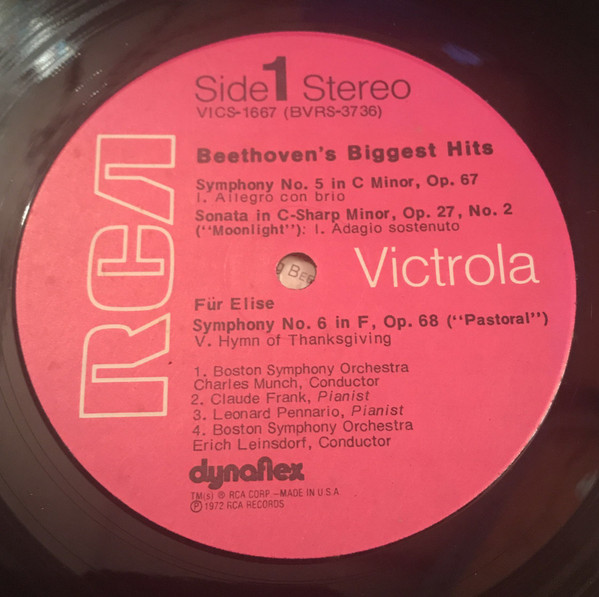 Side 1 Stereo
VICS-1667 (BVRS-3736)
Beethoven's Biggest Hits
Symphony No. 5 in C Minor, Op. 67
I. Allegro con brio
Sonata in C-Sharp Minor, Op. 27, No. 2
("Moonlight"): I. Adagio sostenuto
RCA
Victrola
Für Elise
Symphony No. 6 in F, Op. 68 ("Pastoral")
V. Hymn of Thanksgiving
1. Boston Symphony Orchestra
Charles Munch, Conductor
2. Claude Frank, Pianist
3. Leonard Pennario, Pianist
4. Boston Symphony Orchestra
Erich Leinsdorf, Conductor
dynaflex
TM(s) ® RCA CORP.-MADE IN U.S.A.
Ⓟ 1972 RCA RECORDS